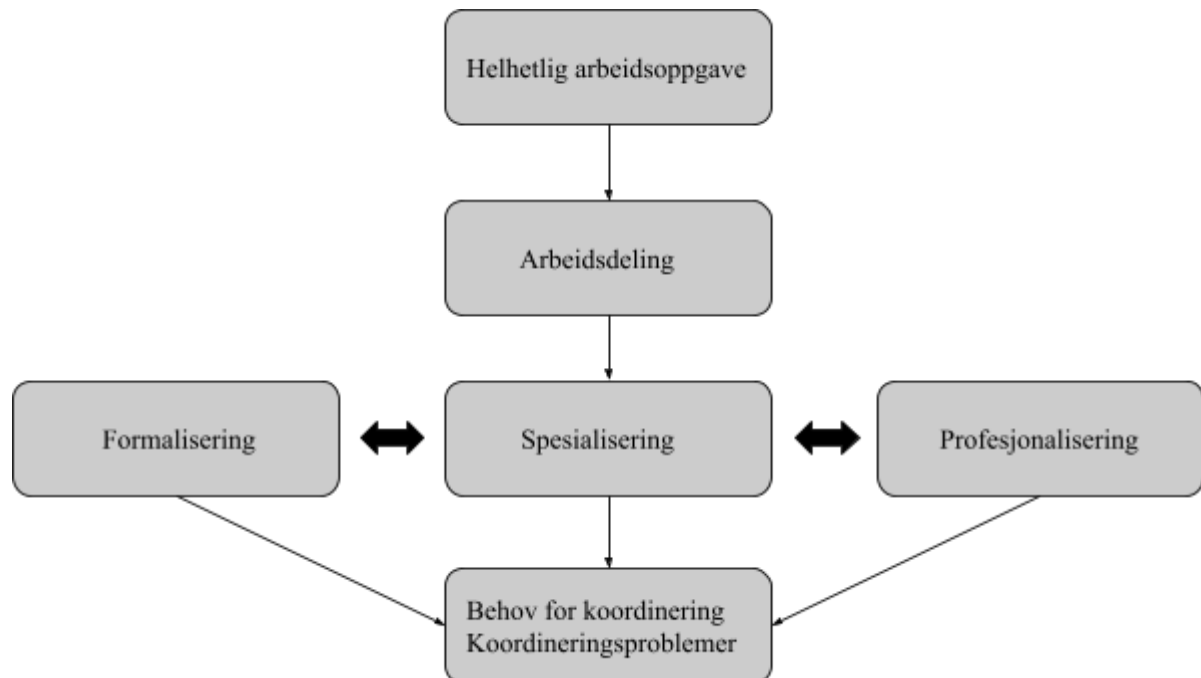 Helhetlig arbeidsoppgave
Arbeidsdeling
Formalisering
Spesialisering
Profesjonalisering
Behov for koordinering
Koordineringsproblemer